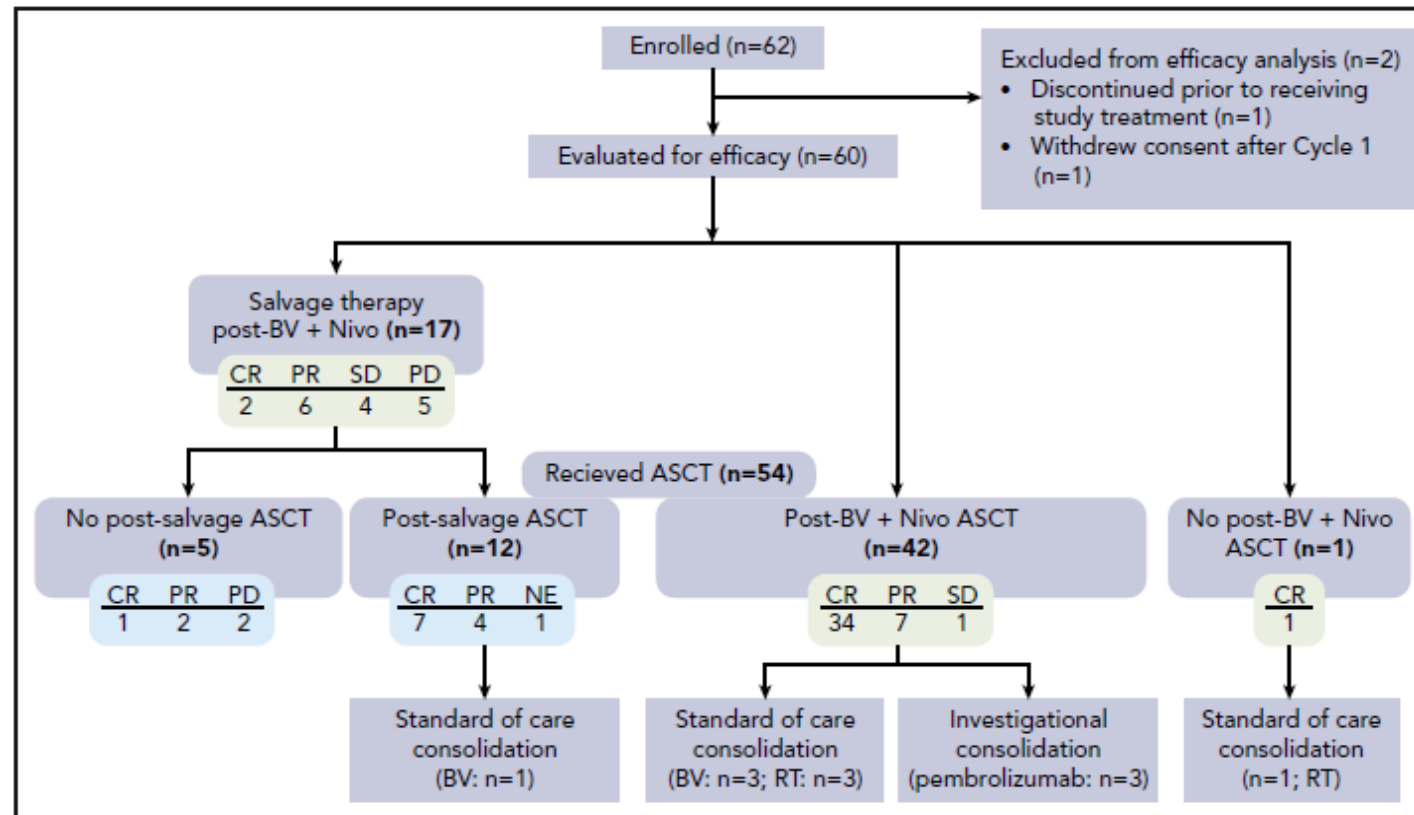 Enrolled (n=62)
Excluded from efficacy analysis (n=2)
• Discontinued prior to receiving
study treatment (n=1)
• Withdrew consent after Cycle 1
(n=1)
Evaluated for efficacy (n=60)
Salvage therapy
post-BV + Nivo (n=17)
CR PR SD PD
2 6 4 5
Recieved ASCT (n=54)
No post-salvage ASCT
(n=5)
CR PR PD
1 2 2
Post-salvage ASCT
(n=12)
CR PR NE
7 4 1
Post-BV + Nivo ASCT
(n=42)
CR PR SD
34 7 1
No post-BV + Nivo
ASCT (n=1)
CR
1
Standard of care
consolidation
(BV: n=1)
Standard of care
consolidation
(BV: n=3; RT: n=3)
Investigational
consolidation
(pembrolizumab: n=3)
Standard of care
consolidation
(n=1; RT)